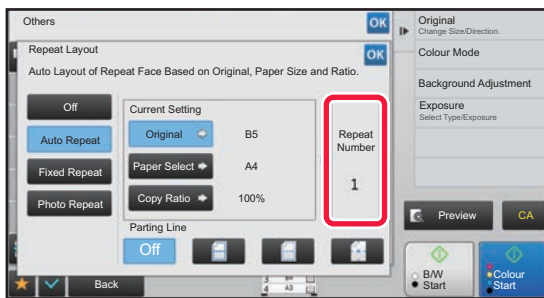 Others
OK
Repeat Layout
OK
Auto Layout of Repeat Face Based on Original, Paper Size and Ratio.
Off
Auto Repeat
Fixed Repeat
Photo Repeat
Current Setting
Original
B5
Paper Select
A4
Copy Ratio
100%
Repeat
Number
1
Parting Line
Off
Back
Original
Change Size/Direction.
Colour Mode
Background Adjustment
Exposure
Select Type/Exposure
Preview
CA
B/W
Start
Colour
Start